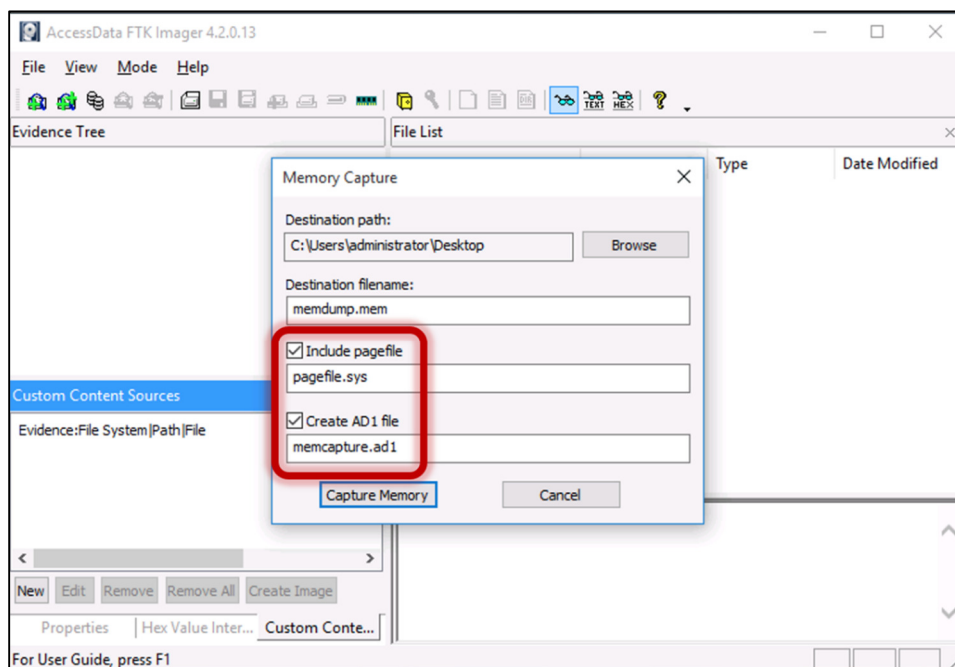 AccessData FTK Imager 4.2.0.13
File View Mode Help
TEXT HEX
Evidence Tree
File List
Type Date Modified
Memory Capture
Destination path:
C:\Users\administrator\Desktop
Browse
Destination filename:
memdump.mem
Include pagefile
pagefile.sys
Create AD1 file
memcapture.ad1
Capture Memory Cancel
Custom Content Sources
Evidence:File System|Path|File
New Edit Remove Remove All Create Image
Properties Hex Value Inter... Custom Conte...
For User Guide, press F1